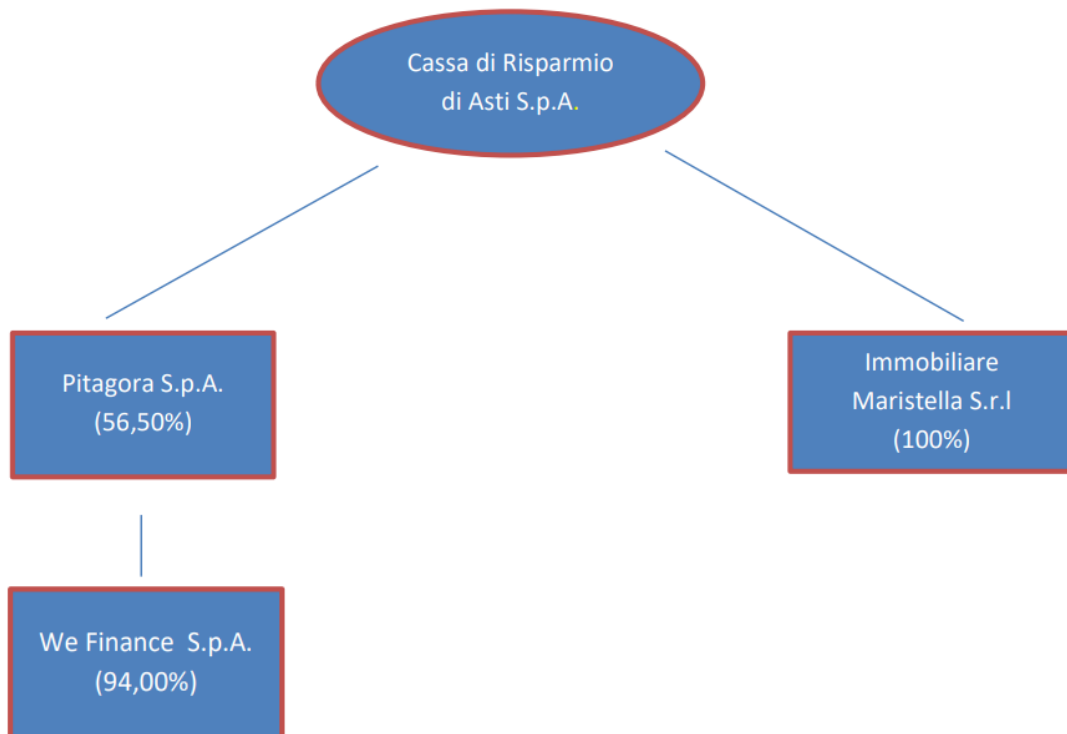 Cassa di Risparmio
di Asti S.p.A.
Pitagora S.p.A.
(56,50%)
Immobiliare
Maristella S.r.l
(100%)
We Finance  S.p.A.
(94,00%)